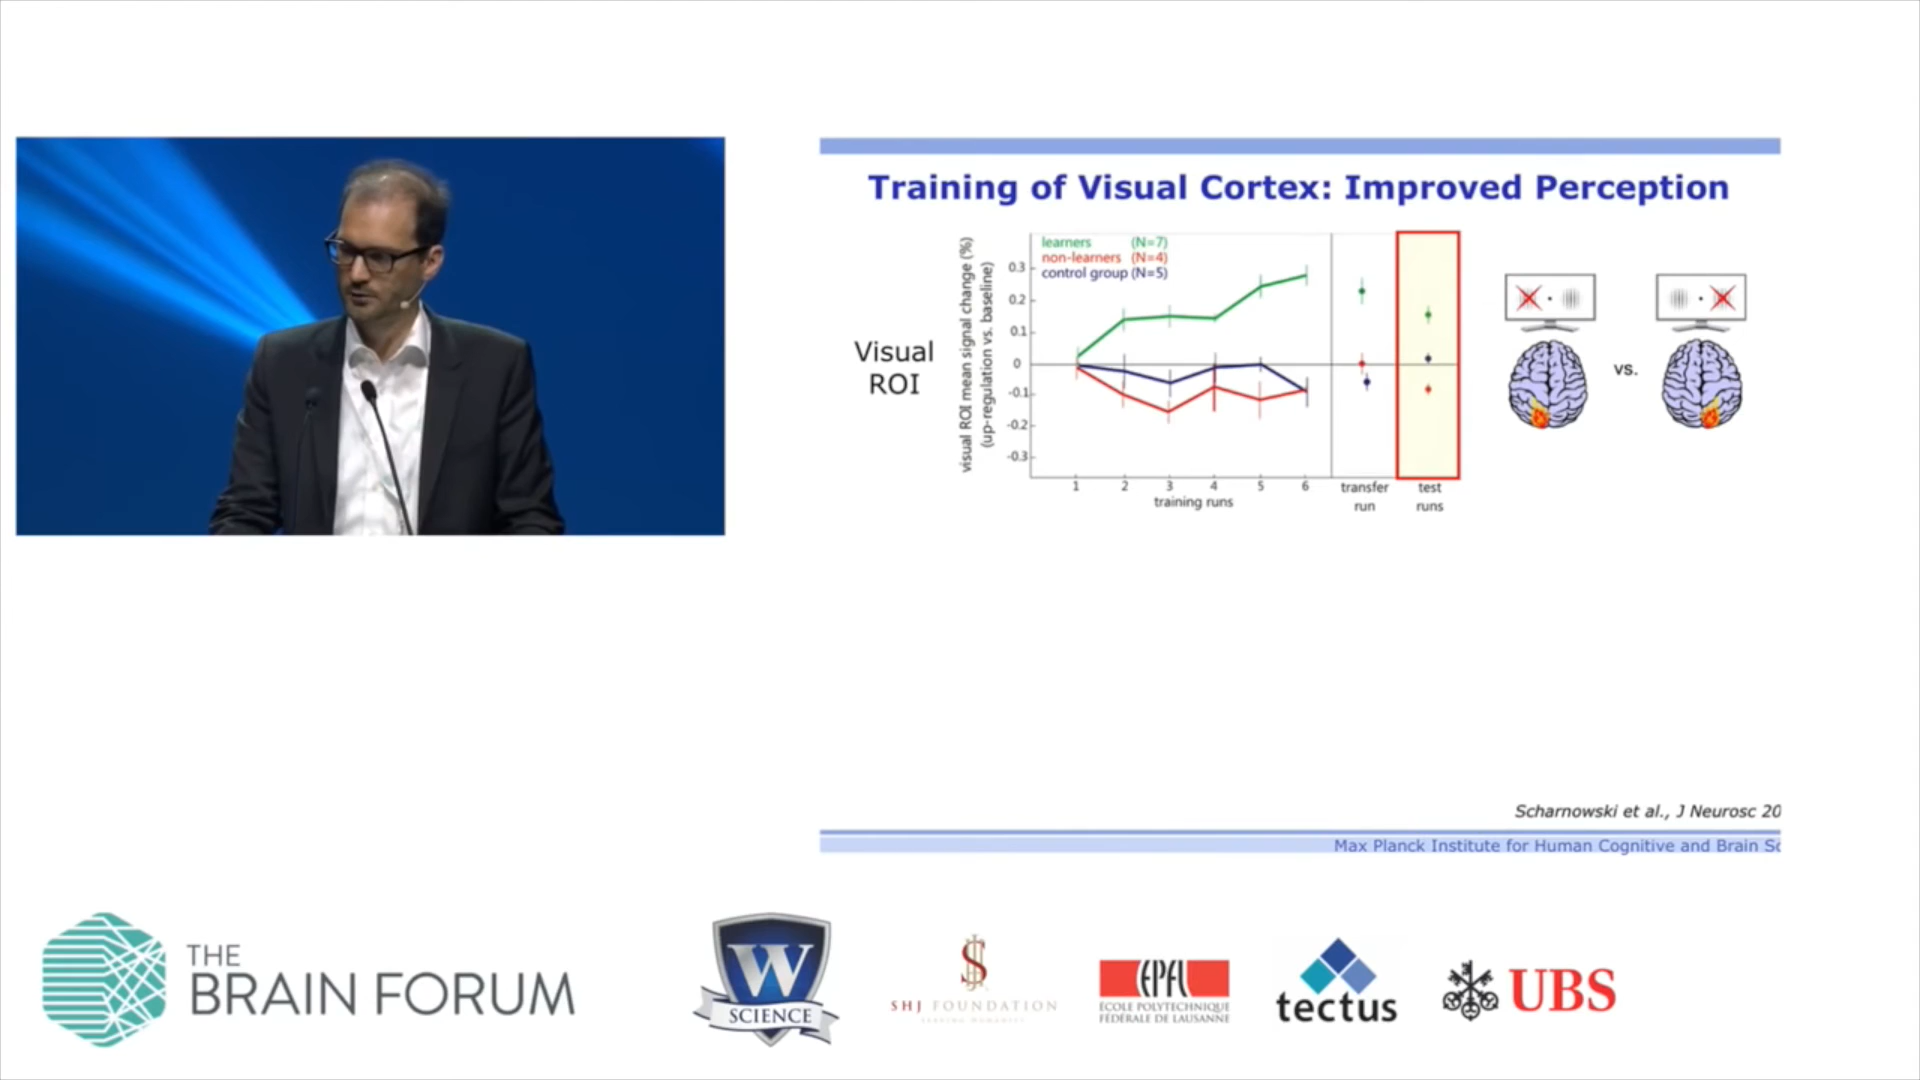 Training of Visual Cortex: Improved Perception
learners (N=7)
non-learners (N=4)
control group (N=5)
visual ROI mean signal change (%)
(up-regulation vs. baseline)
0.3
0.2
0.1
0
-0.1
-0.2
-0.3
Visual
ROI
1 2 3 4 5 6
training runs
transfer
run
test
runs
vs.
Scharnowski et al., J Neurosc 20
Max Planck Institute for Human Cognitive and Brain Sc
THE
BRAIN FORUM
W
SCIENCE
SHJ FOUNDATION
EPFL
ÉCOLE POLYTECHNIQUE
FÉDÉRALE DE LAUSANNE
tectus
UBS